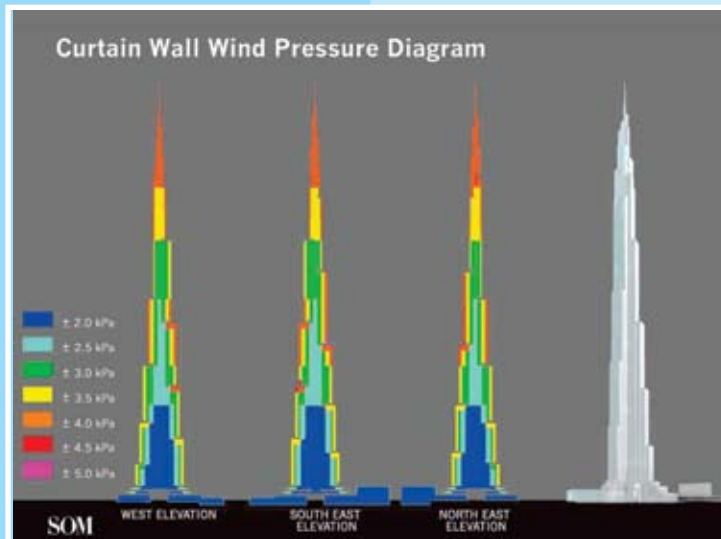 Curtain Wall Wind Pressure Diagram
± 2.0 kPa
± 2.5 kPa
± 3.0 kPa
± 3.5 kPa
± 4.0 kPa
± 4.5 kPa
± 5.0 kPa
WEST ELEVATION
SOUTH EAST
ELEVATION
NORTH EAST
ELEVATION
SOM